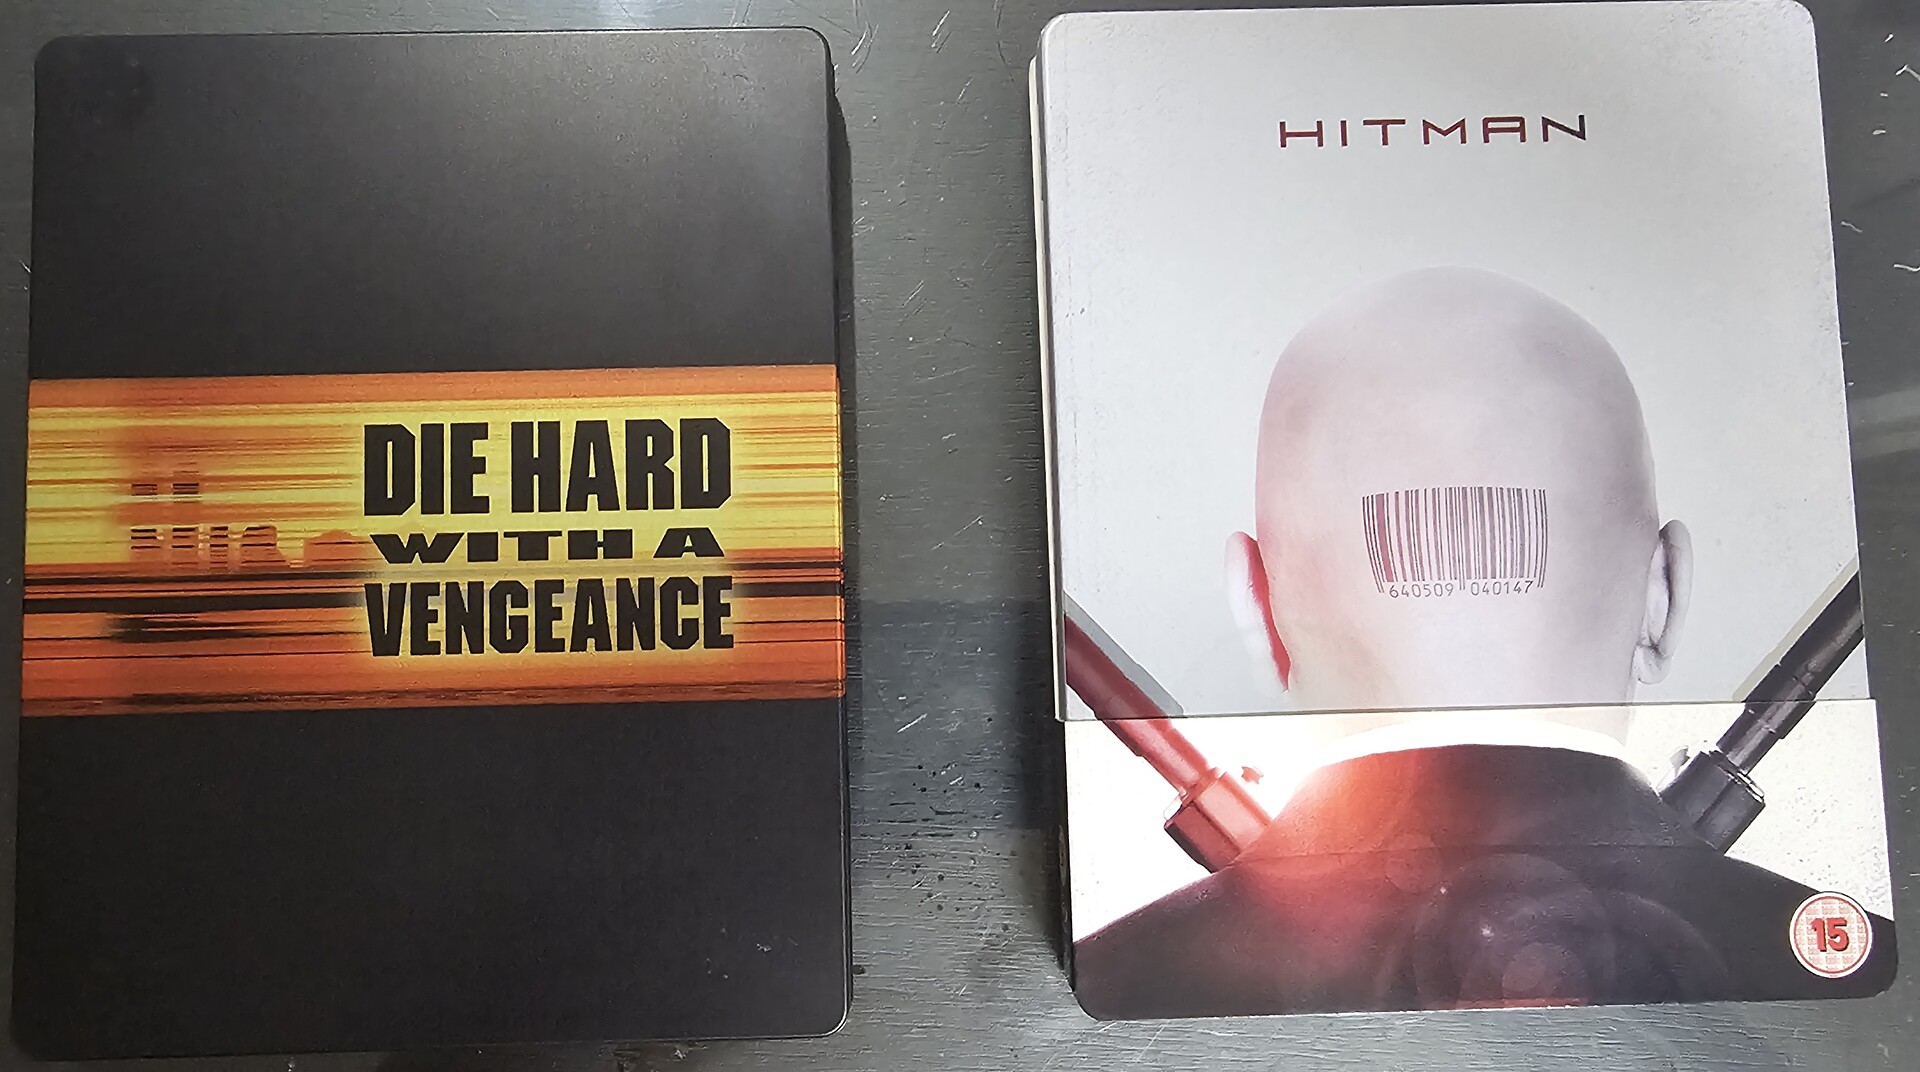 DIE HARD
WITH A
VENGEANCE
HITMAN
640509 040147
15